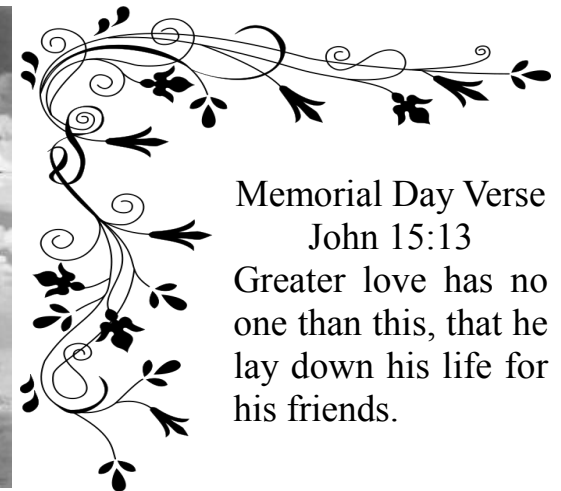 Memorial Day Verse
John 15:13
Greater love has no
one than this, that he
lay down his life for
his friends.